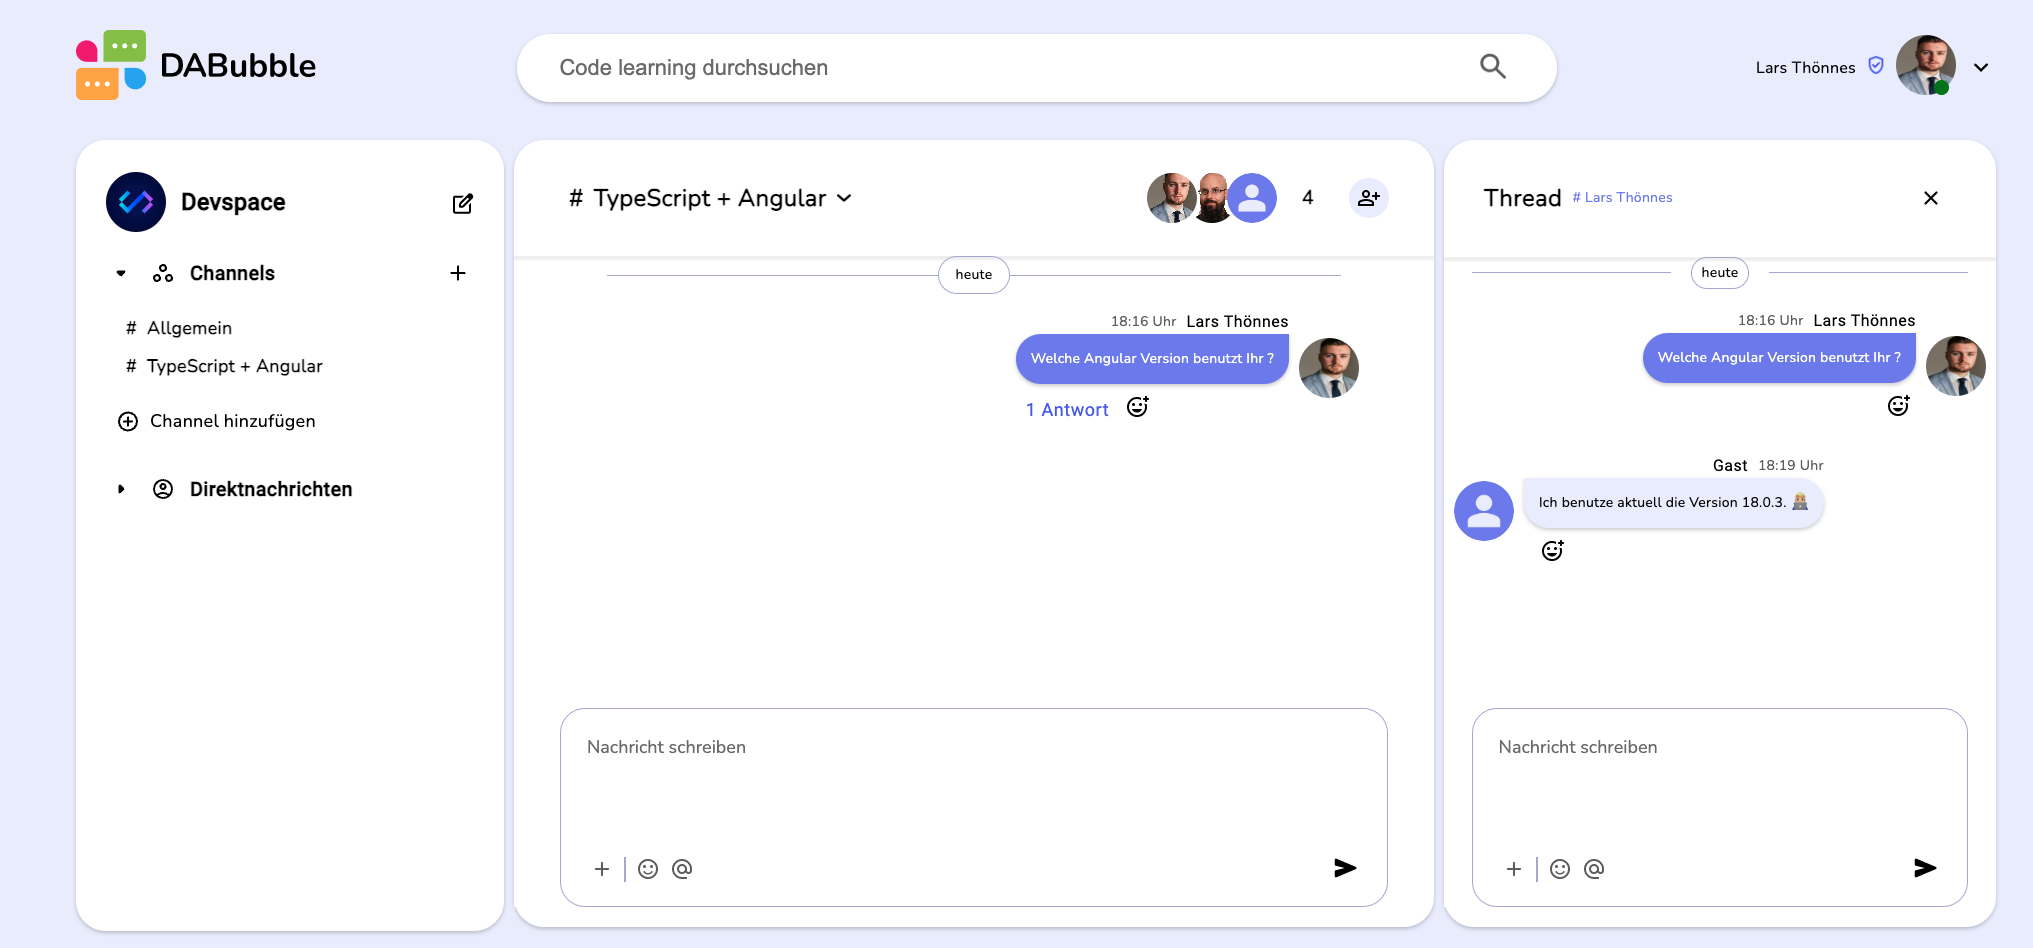 DABubble
Code learning durchsuchen
Lars Thönnes
Devspace
Channels
# Allgemein
# TypeScript + Angular
Channel hinzufügen
Direktnachrichten
# TypeScript + Angular
4
heute
18:16 Uhr Lars Thönnes
Welche Angular Version benutzt Ihr ?
1 Antwort
Nachricht schreiben
Thread # Lars Thönnes
heute
18:16 Uhr Lars Thönnes
Welche Angular Version benutzt Ihr ?
Gast 18:19 Uhr
Ich benutze aktuell die Version 18.0.3. 👨🏼‍💻
Nachricht schreiben